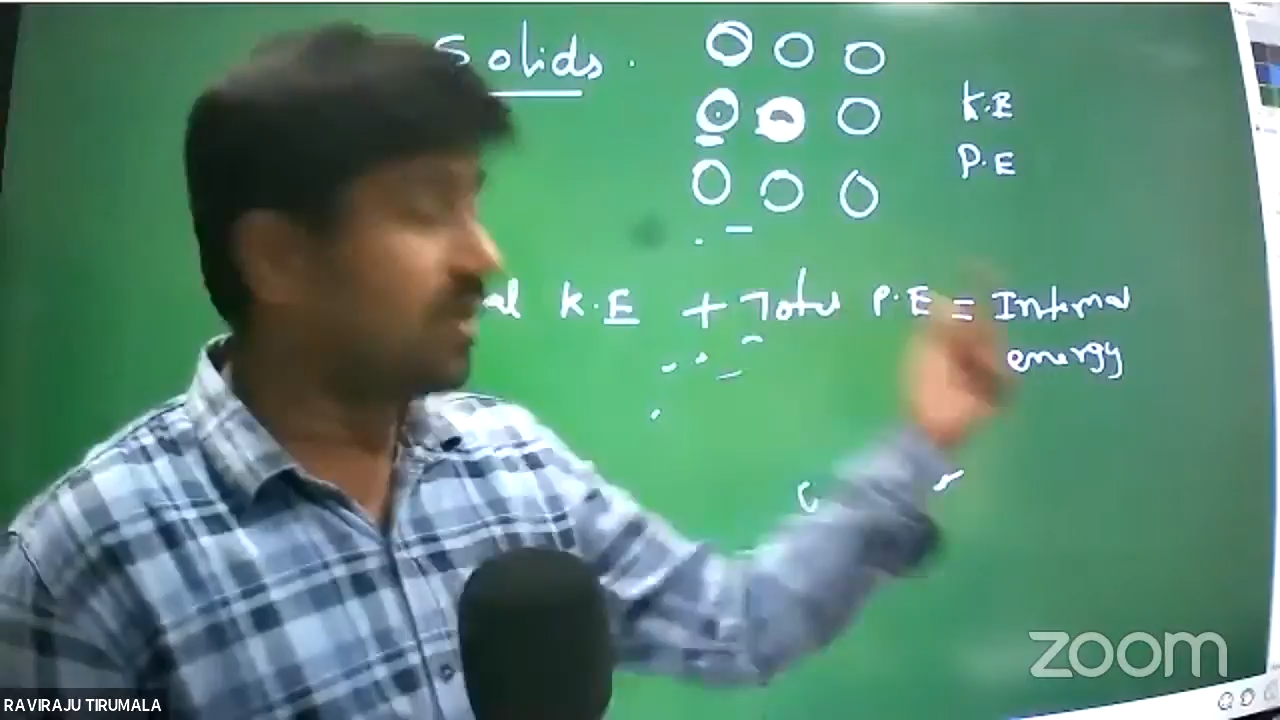 Solids.
K.E
P.E
K.E + Total P.E = Internal
energy
zoom
RAVIRAJU TIRUMALA